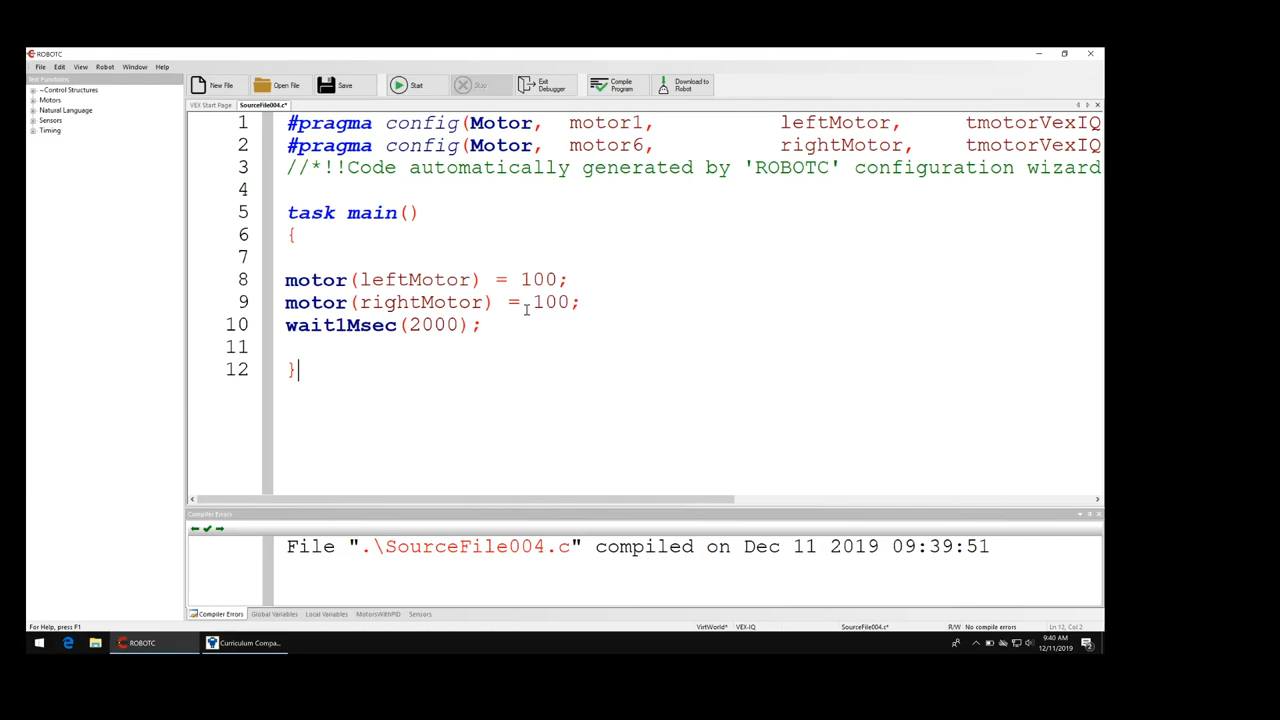 ROBOTC
File Edit View Robot Window Help
Text Functions
~Control Structures
Motors
Natural Language
Sensors
Timing
New File Open File Save Start Stop Exit Debugger Compile Program Download to Robot
VEX Start Page SourceFile004.c*
1 #pragma config(Motor, motor1, leftMotor, tmotorVexIQ
2 #pragma config(Motor, motor6, rightMotor, tmotorVexIQ
3 //*!!Code automatically generated by 'ROBOTC' configuration wizard
4
5 task main()
6 {
7
8 motor(leftMotor) = 100;
9 motor(rightMotor) = 100;
10 wait1Msec(2000);
11
12 }
Compiler Errors
File ".\SourceFile004.c" compiled on Dec 11 2019 09:39:51
Compiler Errors Global Variables Local Variables MotorsWithPID Sensors
For Help, press F1 VirtWorld* VEX-IQ SourceFile004.c* R/W No compile errors Ln 12, Col 2
ROBOTC Curriculum Compa... 9:40 AM
12/11/2019
2